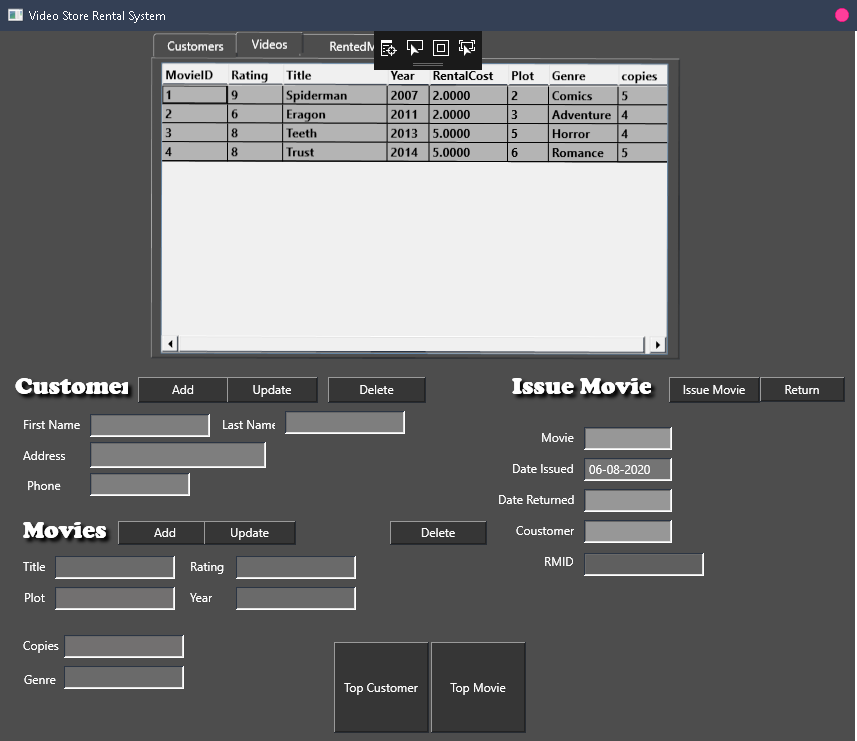 Video Store Rental System
Customers Videos RentedM
MovieID Rating Title Year RentalCost Plot Genre copies
1 9 Spiderman 2007 2.0000 2 Comics 5
2 6 Eragon 2011 2.0000 3 Adventure 4
3 8 Teeth 2013 5.0000 5 Horror 4
4 8 Trust 2014 5.0000 6 Romance 5
Customer Add Update Delete Issue Movie Issue Movie Return
First Name Last Name
Movie
Address
Date Issued 06-08-2020
Phone
Date Returned
Movies Add Update Delete Coustomer
Title Rating RMID
Plot Year
Copies
Genre
Top Customer Top Movie